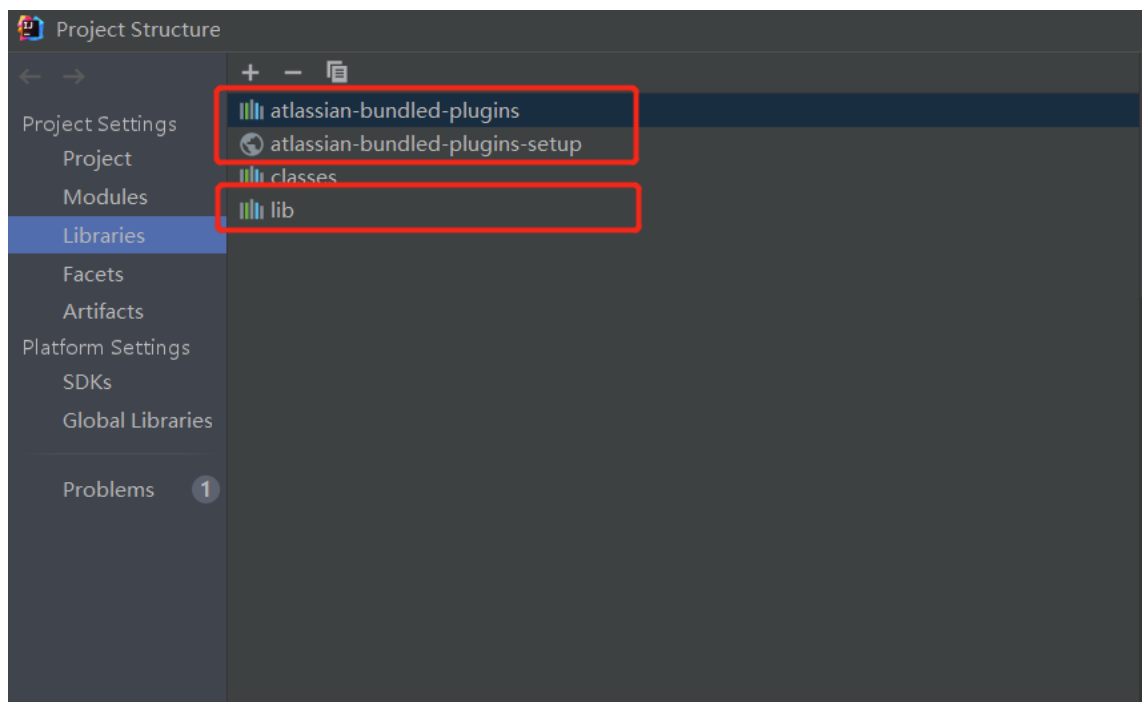 Project Structure
Project Settings
Project
Modules
Libraries
Facets
Artifacts
Platform Settings
SDKs
Global Libraries
Problems 1
atlassian-bundled-plugins
atlassian-bundled-plugins-setup
classes
lib